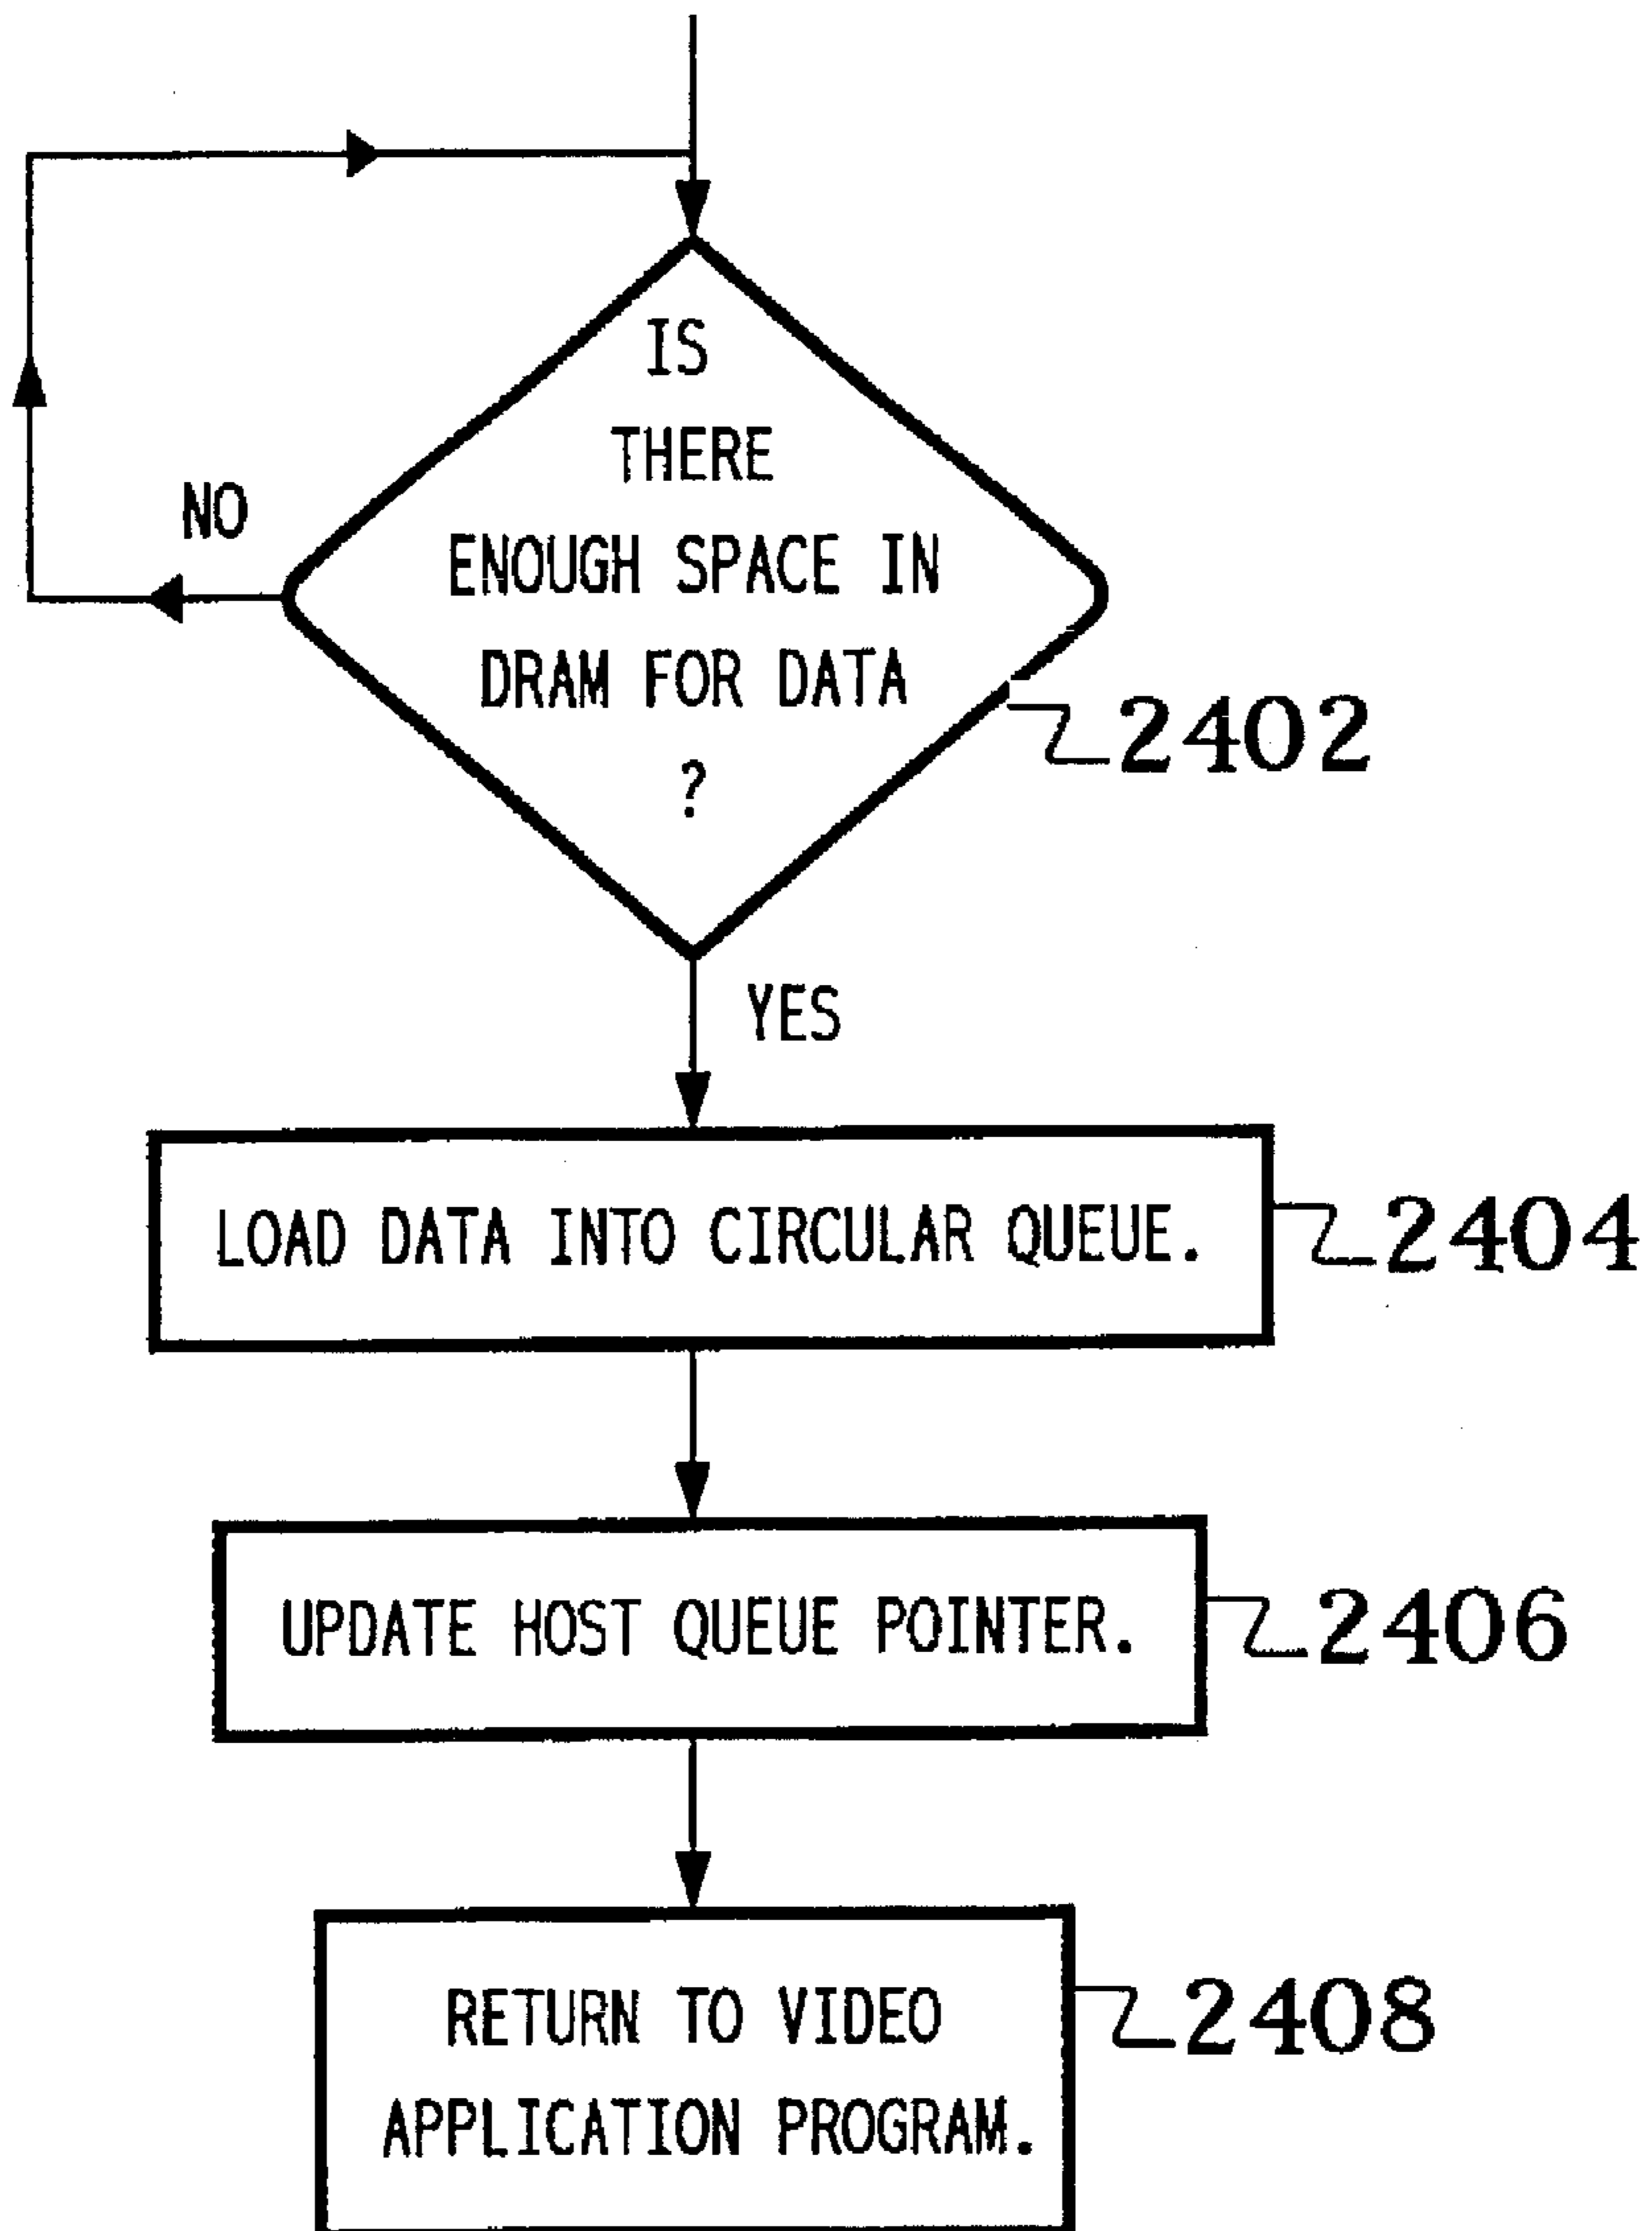 IS
THERE
NO
ENOUGH SPACE IN
DRAM FOR DATA
2402
?
YES
LOAD DATA INTO CIRCULAR QUEUE.
2404
UPDATE HOST QUEUE POINTER.
2406
RETURN TO VIDEO
2408
APPLICATION PROGRAM.